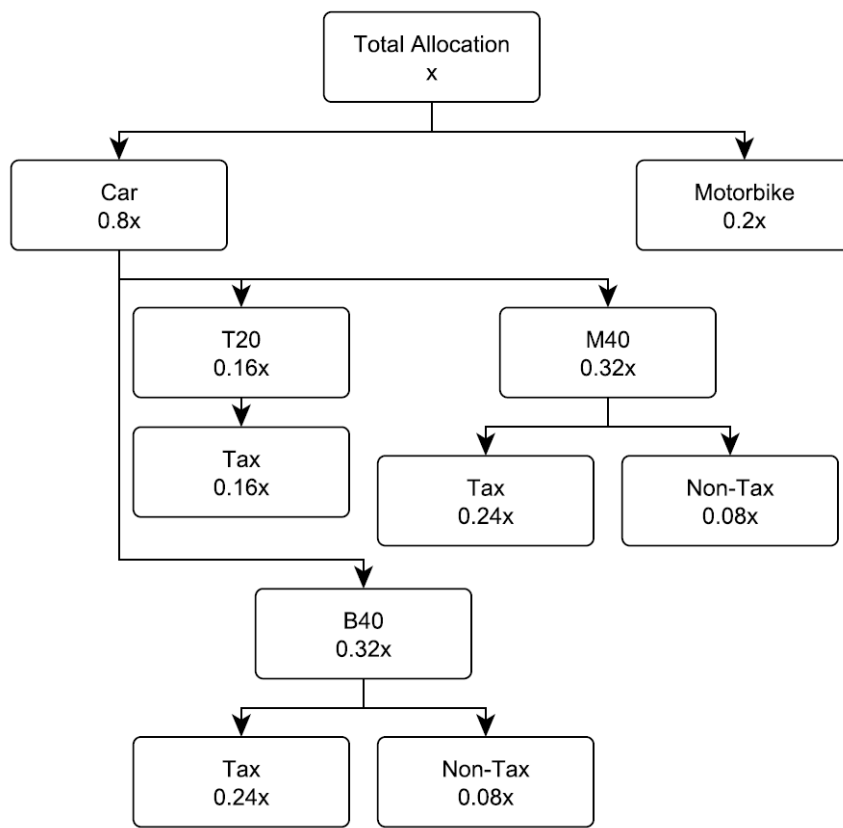 Total Allocation
x
Car
0.8x
Motorbike
0.2x
T20
0.16x
M40
0.32x
Tax
0.16x
Tax
0.24x
Non-Tax
0.08x
B40
0.32x
Tax
0.24x
Non-Tax
0.08x